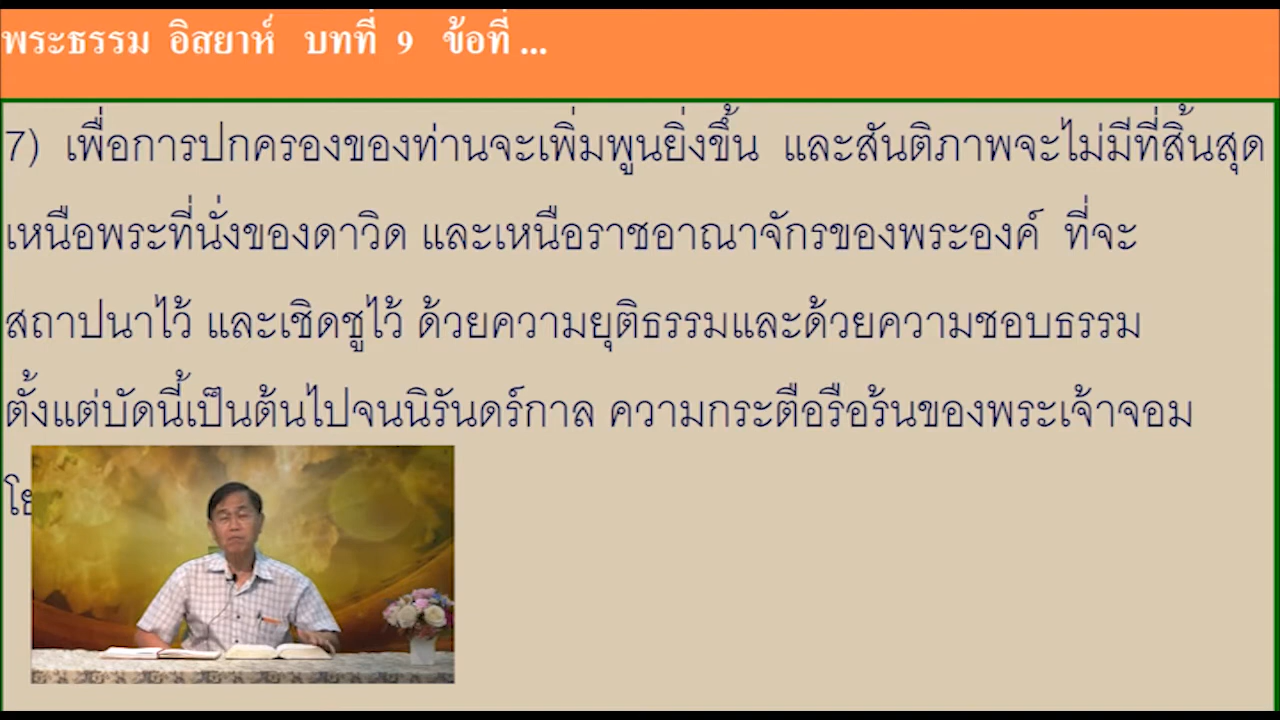 พระธรรม อิสยาห์ บทที่ 9 ข้อที่ ...
7) เพื่อการปกครองของท่านจะเพิ่มพูนยิ่งขึ้น และสันติภาพจะไม่มีที่สิ้นสุด
เหนือพระที่นั่งของดาวิด และเหนือราชอาณาจักรของพระองค์ ที่จะ
สถาปนาไว้ และเชิดชูไว้ ด้วยความยุติธรรมและด้วยความชอบธรรม
ตั้งแต่บัดนี้เป็นต้นไปจนนิรันดร์กาล ความกระตือรือร้นของพระเจ้าจอม